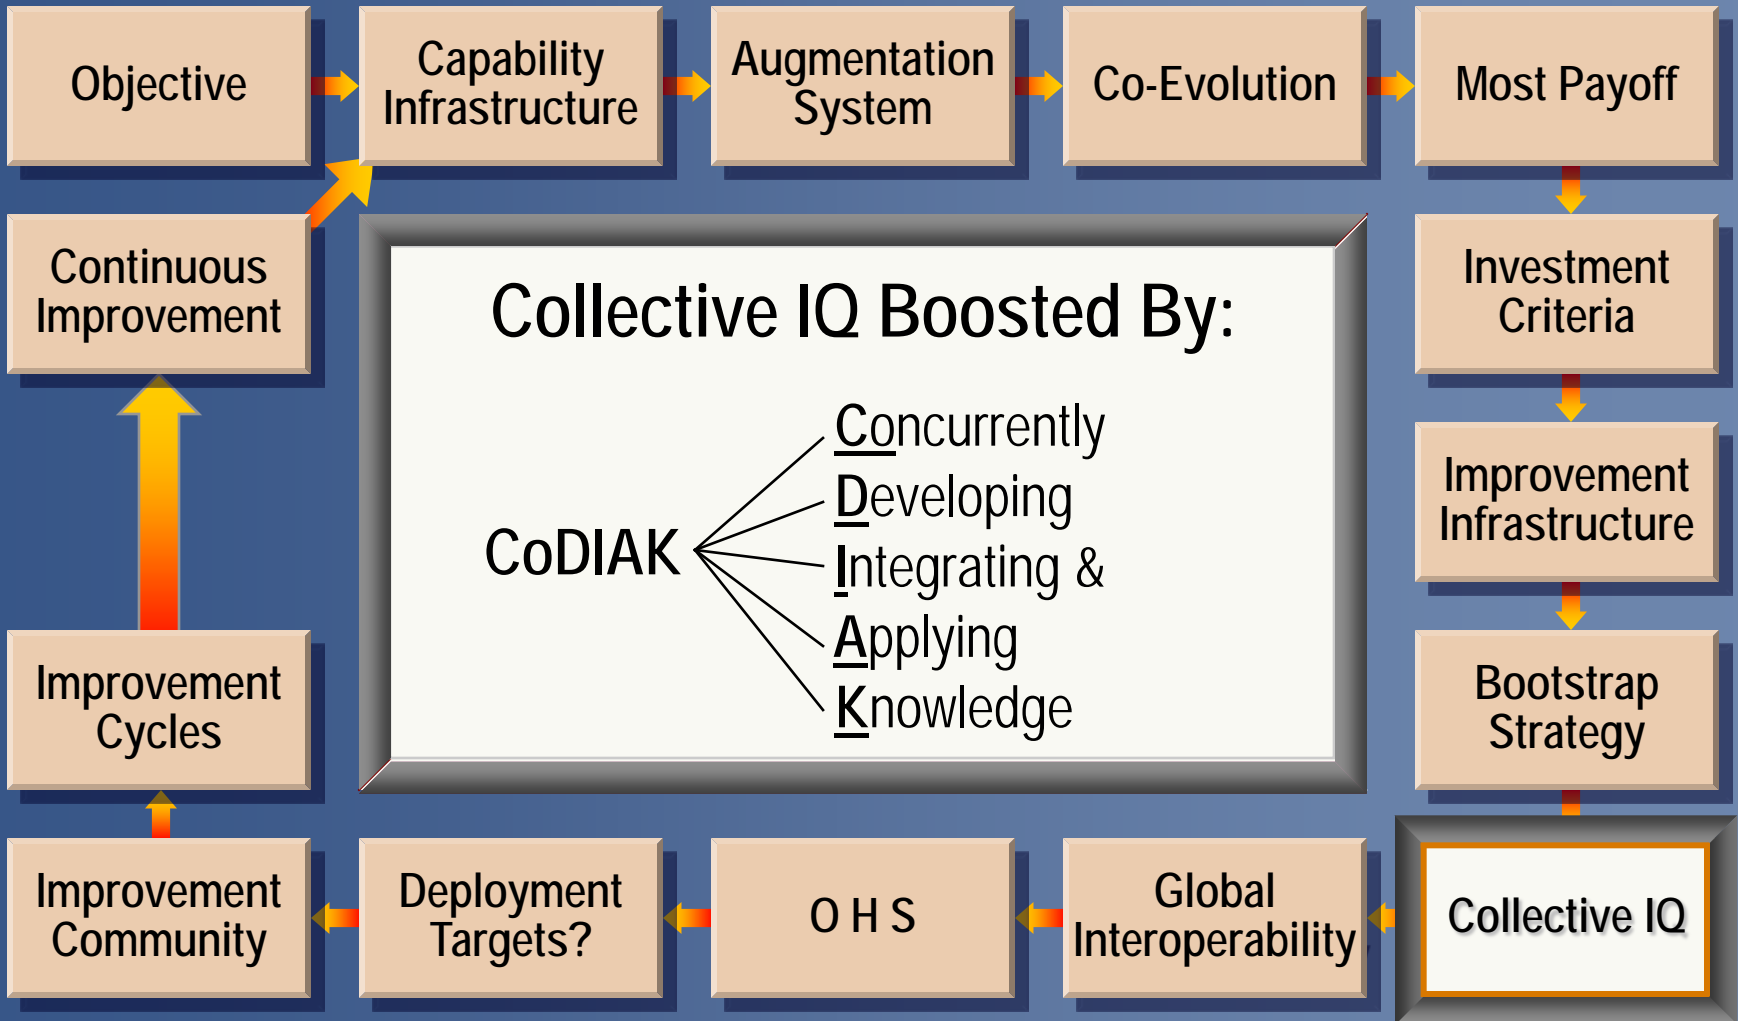 Objective
Capability
Infrastructure
Augmentation
System
Co-Evolution
Most Payoff
Continuous
Improvement
Collective IQ Boosted By:
Investment
Criteria
CoDIAK
Concurrently
Developing
Integrating &
Applying
Knowledge
Improvement
Infrastructure
Improvement
Cycles
Bootstrap
Strategy
Improvement
Community
Deployment
Targets?
O H S
Global
Interoperability
Collective IQ